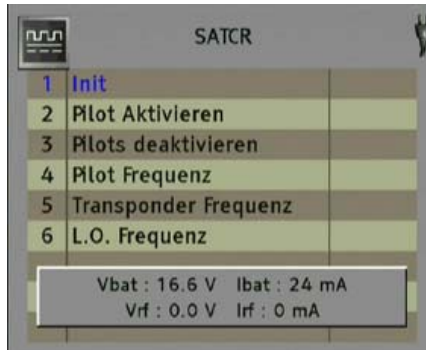 SATCR
1 Init
2 Pilot Aktivieren
3 Pilots deaktivieren
4 Pilot Frequenz
5 Transponder Frequenz
6 L.O. Frequenz
Vbat : 16.6 V Ibat : 24 mA
Vrf : 0.0 V Irf : 0 mA